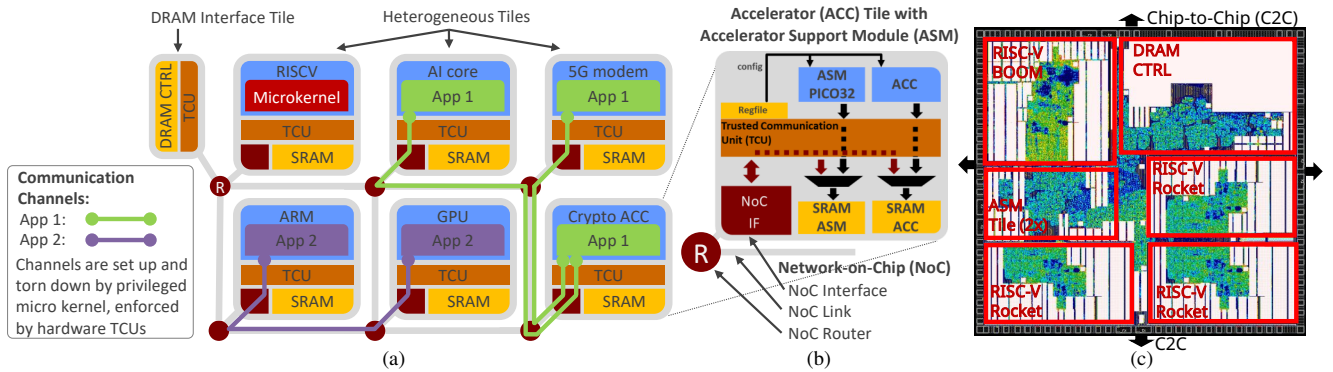 DRAM Interface Tile
Heterogeneous Tiles
DRAM CTRL
TCU
RISCV
Microkernel
TCU
SRAM
AI core
App 1
TCU
SRAM
5G modem
App 1
TCU
SRAM
R
Communication
Channels:
App 1:
App 2:
Channels are set up and
torn down by privileged
micro kernel, enforced
by hardware TCUs
ARM
App 2
TCU
SRAM
GPU
App 2
TCU
SRAM
Crypto ACC
App 1
TCU
SRAM
(a)
Accelerator (ACC) Tile with
Accelerator Support Module (ASM)
config
ASM
PICO32
ACC
Regfile
Trusted Communication
Unit (TCU)
NoC
IF
SRAM
ASM
SRAM
ACC
R
Network-on-Chip (NoC)
NoC Interface
NoC Link
NoC Router
(b)
Chip-to-Chip (C2C)
RISC-V
BOOM
DRAM
CTRL
RISC-V
Rocket
ASM
Tile (2x)
RISC-V
Rocket
RISC-V
Rocket
C2C
(c)